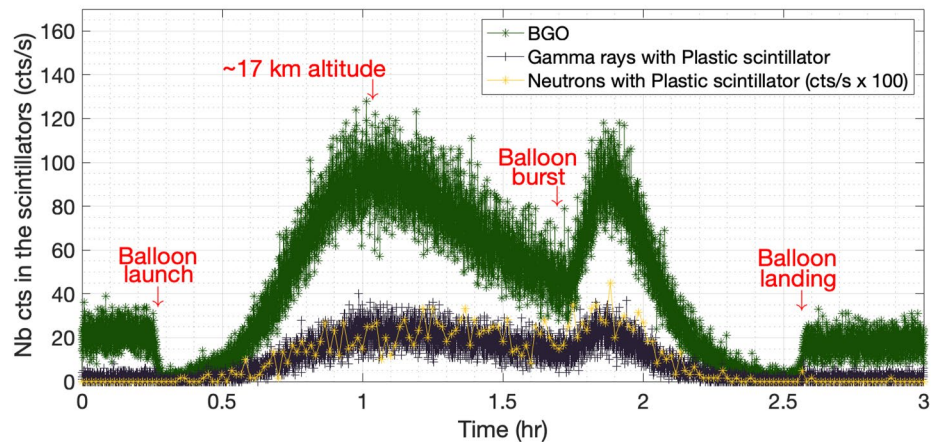 160
140
120
100
80
60
40
20
0
Nb cts in the scintillators (cts/s)
BGO
Gamma rays with Plastic scintillator
Neutrons with Plastic scintillator (cts/s x 100)
~17 km altitude
Balloon
burst
Balloon
launch
Balloon
landing
0 0.5 1 1.5 2 2.5 3
Time (hr)